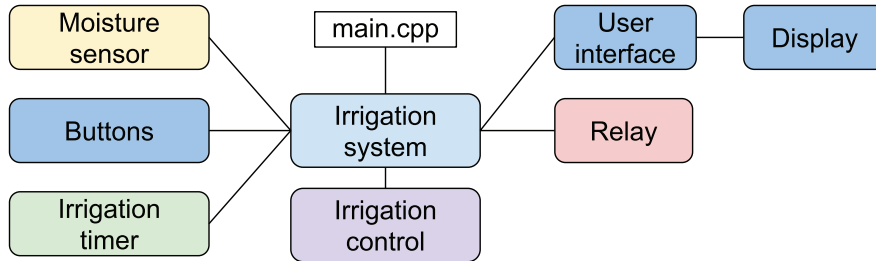 Moisture
sensor
main.cpp
User
interface
Display
Buttons
Irrigation
system
Relay
Irrigation
timer
Irrigation
control